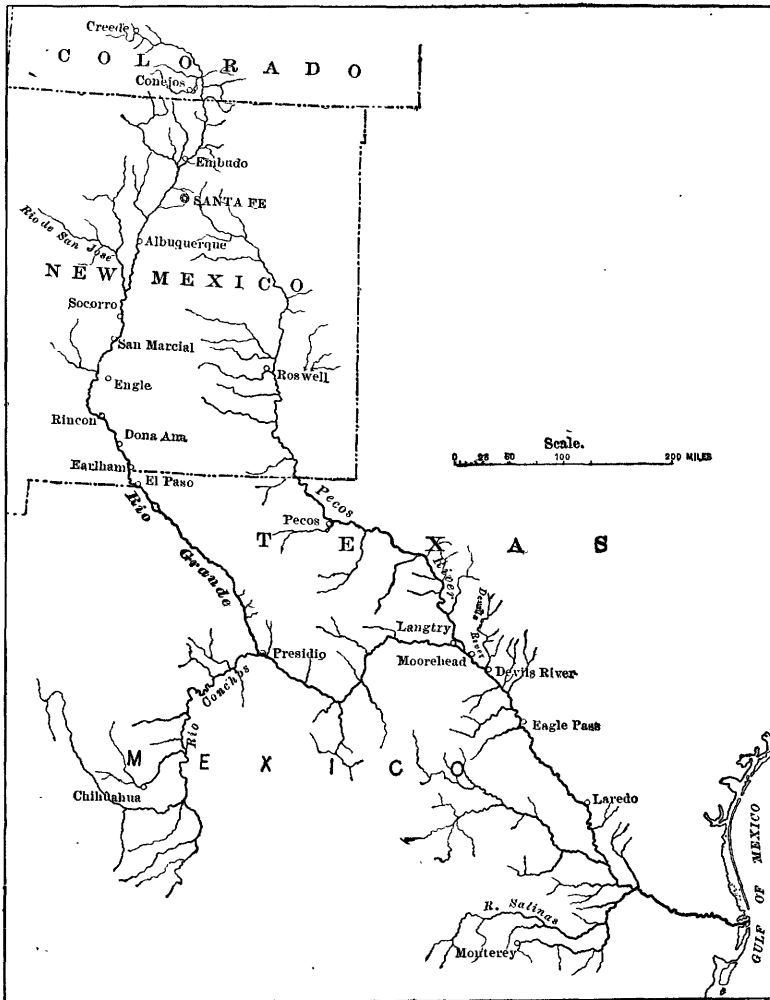 Creede
COLORADO
Conejos
Embudo
SANTA FE
Rio de San José
Albuquerque
NEW MEXICO
Socorro
San Marcial
Roswell
Engle
Rincon
Dona Ana
Scale.
0 25 50 100 200 MILES
Earlham
El Paso
Pecos River
Rio Grande
Pecos
TEXAS
Devils River
Langtry
Presidio
Moorehead
Devils River
Rio Conchos
Eagle Pass
MEXICO
Chihuahua
Laredo
GULF OF MEXICO
R. Salinas
Monterey